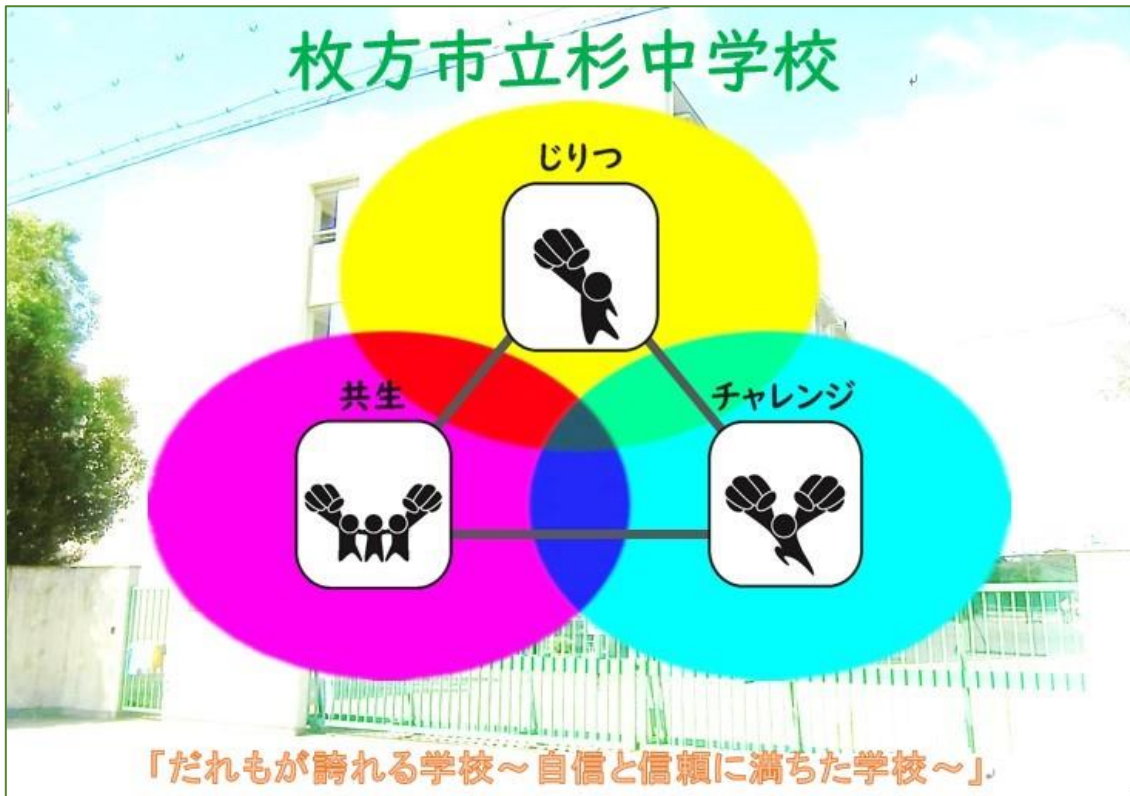 枚方市立杉中学校
じりつ
共生
チャレンジ
「だれもが誇れる学校～自信と信頼に満ちた学校～」